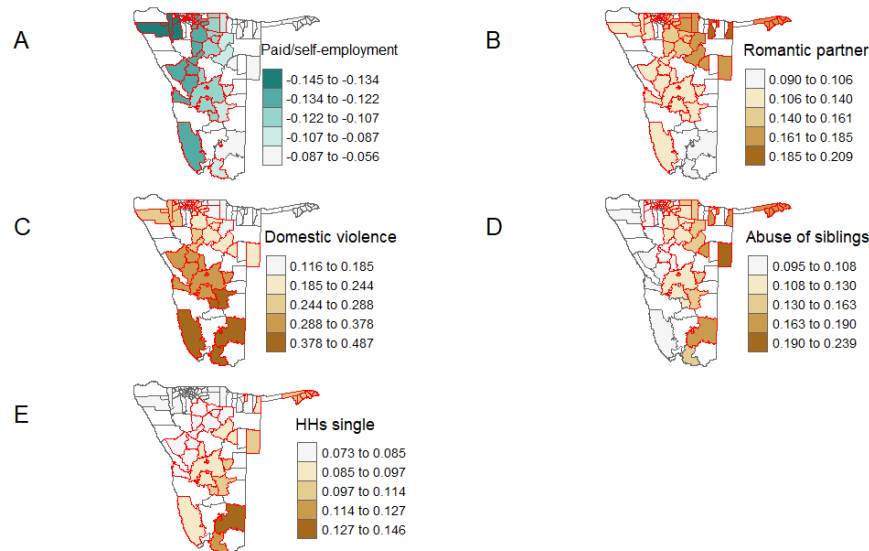 A
Paid/self-employment
-0.145 to -0.134
-0.134 to -0.122
-0.122 to -0.107
-0.107 to -0.087
-0.087 to -0.056
B
Romantic partner
0.090 to 0.106
0.106 to 0.140
0.140 to 0.161
0.161 to 0.185
0.185 to 0.209
C
Domestic violence
0.116 to 0.185
0.185 to 0.244
0.244 to 0.288
0.288 to 0.378
0.378 to 0.487
D
Abuse of siblings
0.095 to 0.108
0.108 to 0.130
0.130 to 0.163
0.163 to 0.190
0.190 to 0.239
E
HHs single
0.073 to 0.085
0.085 to 0.097
0.097 to 0.114
0.114 to 0.127
0.127 to 0.146